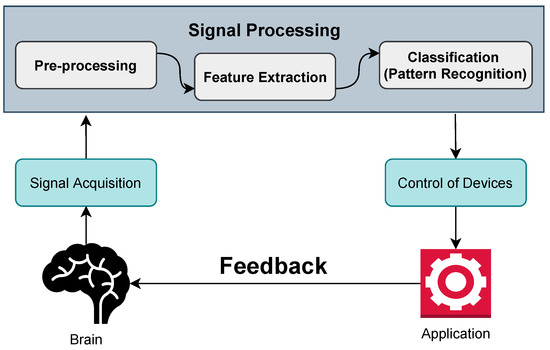 Signal Processing
Pre-processing
Feature Extraction
Classification
(Pattern Recognition)
Signal Acquisition
Control of Devices
Feedback
Brain
Application